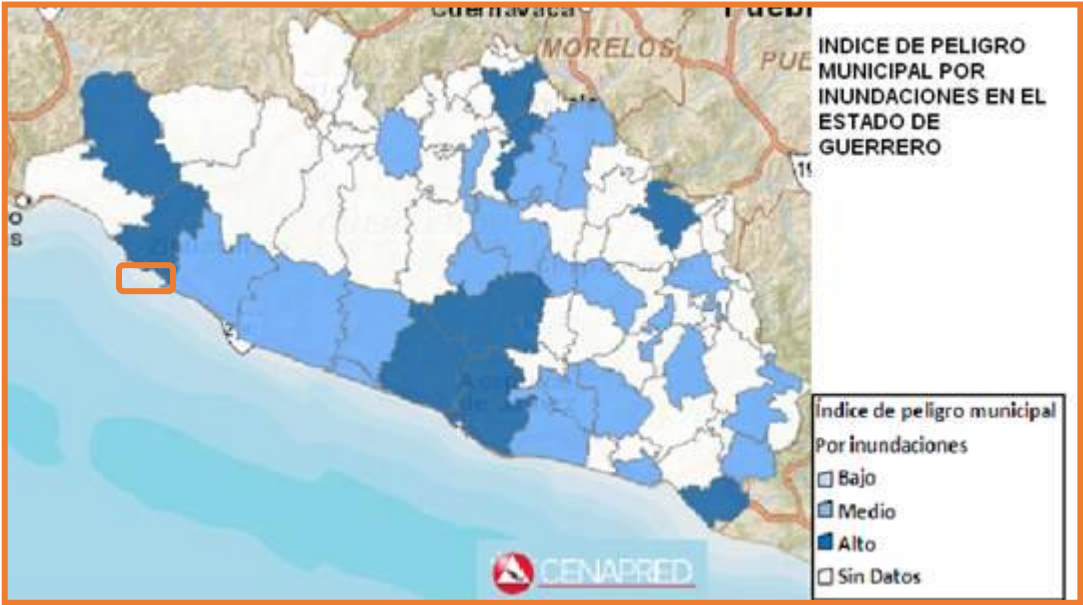 Cuernavaca
MORELOS
INDICE DE PELIGRO
MUNICIPAL POR
INUNDACIONES EN EL
ESTADO DE
GUERRERO
Índice de peligro municipal
Por inundaciones
Bajo
Medio
Alto
Sin Datos
CENAPRED